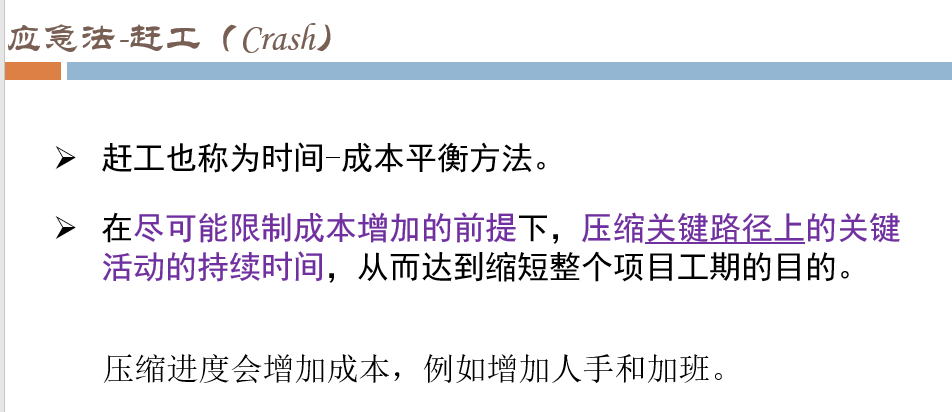 应急法-赶工（Crash）
赶工也称为时间-成本平衡方法。
在尽可能限制成本增加的前提下，压缩关键路径上的关键
活动的持续时间，从而达到缩短整个项目工期的目的。
压缩进度会增加成本，例如增加人手和加班。